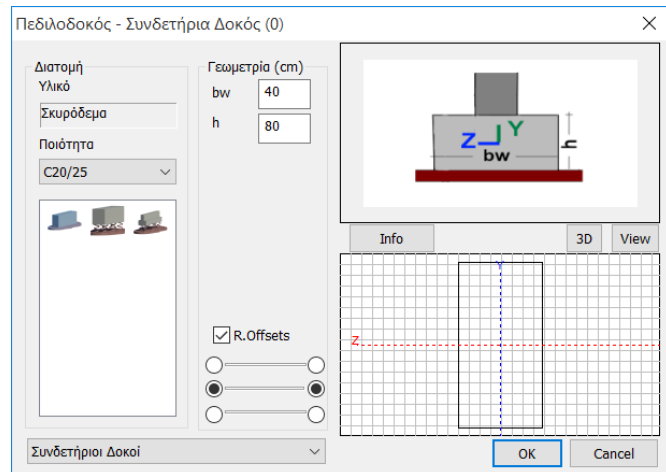 Πεδιλοδοκός - Συνδετήρια Δοκός (0)
Διατομή
Υλικό
Σκυρόδεμα
Ποιότητα
C20/25
Γεωμετρία (cm)
bw 40
h 80
R.Offsets
Συνδετήριοι Δοκοί
Z Y
bw
h
Info
3D
View
Y
Z
OK
Cancel